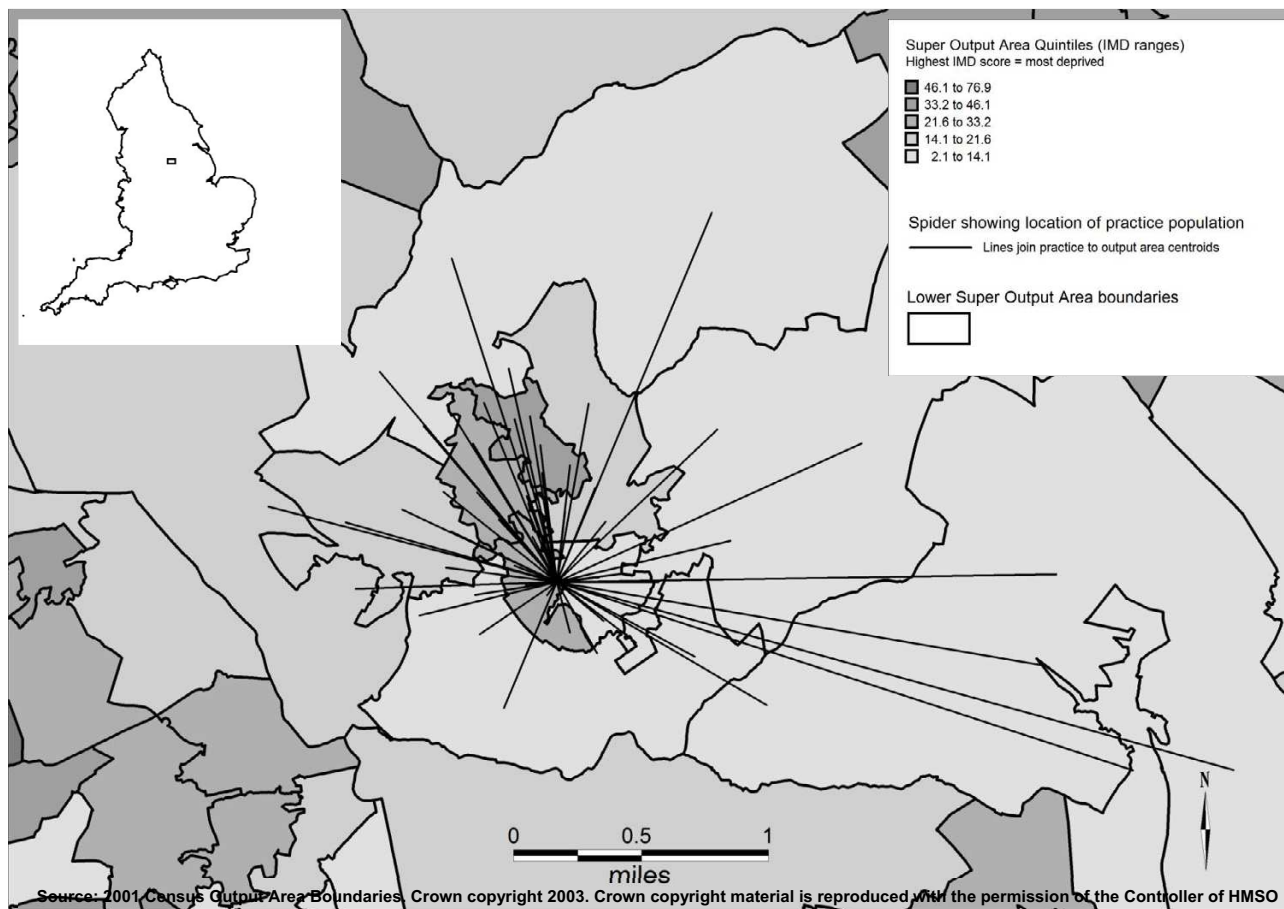 Super Output Area Quintiles (IMD ranges)
Highest IMD score = most deprived
46.1 to 76.9
33.2 to 46.1
21.6 to 33.2
14.1 to 21.6
2.1 to 14.1
Spider showing location of practice population
Lines join practice to output area centroids
Lower Super Output Area boundaries
N
0 0.5 1
miles
Source: 2001 Census Output Area Boundaries, Crown copyright 2003. Crown copyright material is reproduced with the permission of the Controller of HMSO